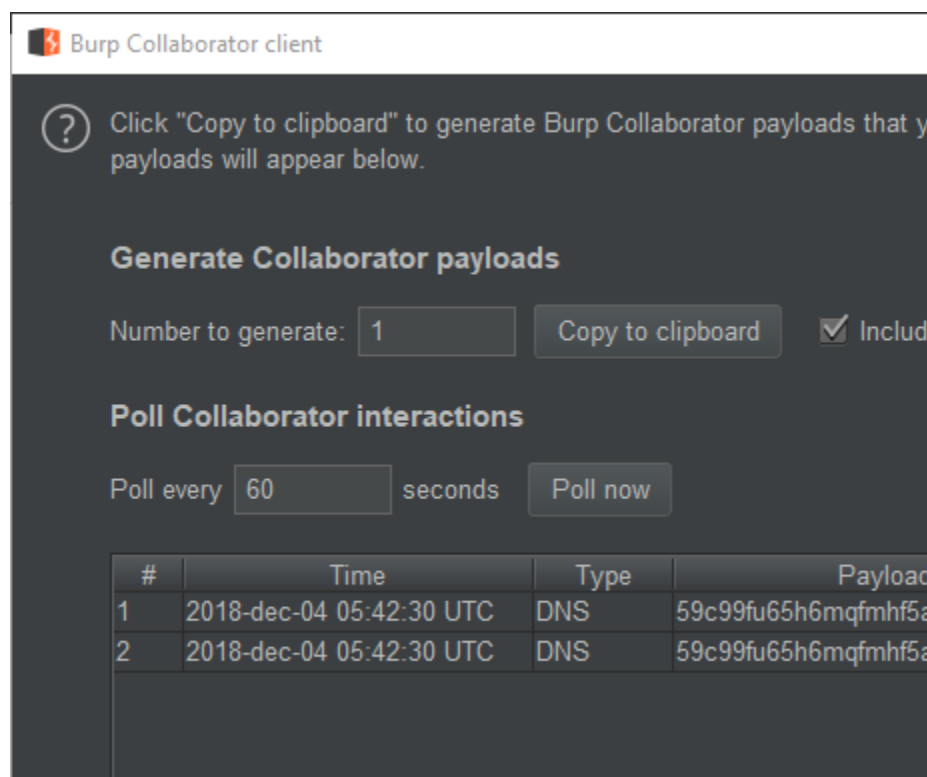 Burp Collaborator client
Click "Copy to clipboard" to generate Burp Collaborator payloads that
payloads will appear below.
Generate Collaborator payloads
Number to generate: 1 Copy to clipboard
Poll Collaborator interactions
Poll every 60 seconds Poll now
# Time Type
1 2018-dec-04 05:42:30 UTC DNS
2 2018-dec-04 05:42:30 UTC DNS